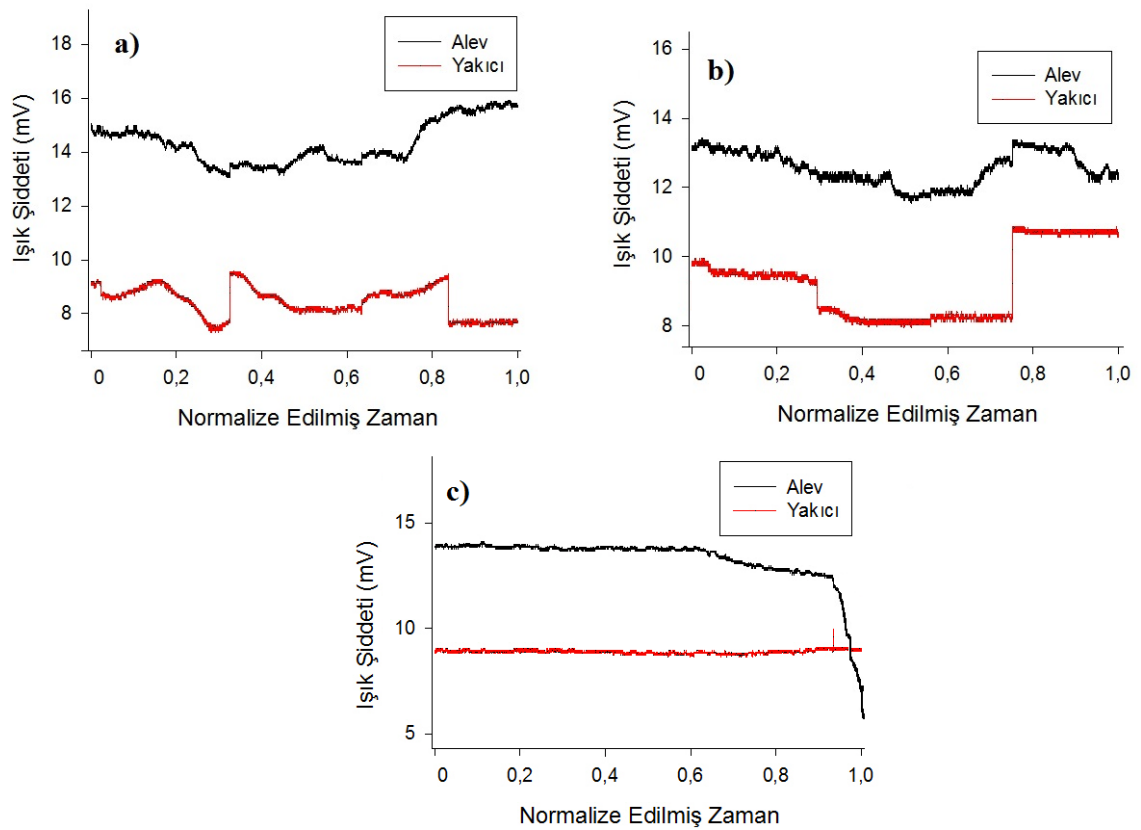 a)
Alev
Yakıcı
18
16
14
12
10
8
Işık Şiddeti (mV)
0 0,2 0,4 0,6 0,8 1,0
Normalize Edilmiş Zaman
b)
Alev
Yakıcı
16
14
12
10
8
Işık Şiddeti (mV)
0 0,2 0,4 0,6 0,8 1,0
Normalize Edilmiş Zaman
c)
Alev
Yakıcı
15
10
5
Işık Şiddeti (mV)
0 0,2 0,4 0,6 0,8 1,0
Normalize Edilmiş Zaman